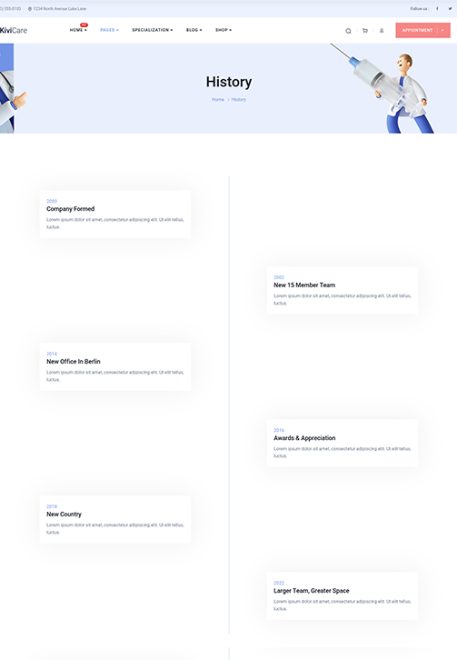 555-0103 1234 North Avenue Luke Lane Follow us :
KiviCare HOME PAGES SPECIALIZATION BLOG SHOP APPOINTMENT
History
Home > History
2000
Company Formed
Lorem ipsum dolor sit amet, consectetur adipiscing elit. Ut elit tellus,
luctus.
2002
New 15 Member Team
Lorem ipsum dolor sit amet, consectetur adipiscing elit. Ut elit tellus,
luctus.
2014
New Office In Berlin
Lorem ipsum dolor sit amet, consectetur adipiscing elit. Ut elit tellus,
luctus.
2016
Awards & Appreciation
Lorem ipsum dolor sit amet, consectetur adipiscing elit. Ut elit tellus,
luctus.
2018
New Country
Lorem ipsum dolor sit amet, consectetur adipiscing elit. Ut elit tellus,
luctus.
2022
Larger Team, Greater Space
Lorem ipsum dolor sit amet, consectetur adipiscing elit. Ut elit tellus,
luctus.